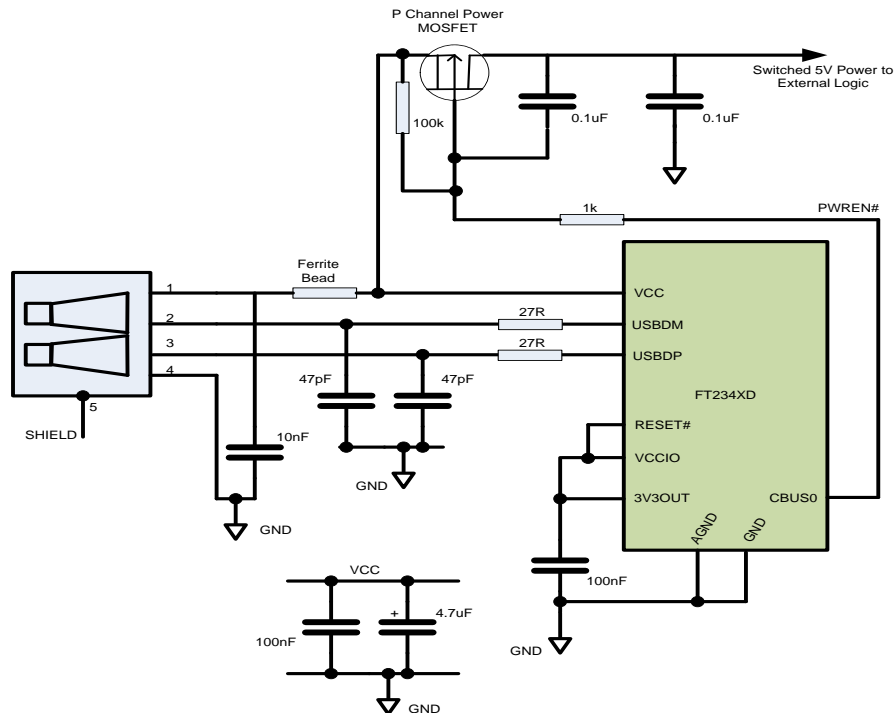 P Channel Power
MOSFET
Switched 5V Power to
External Logic
0.1uF
0.1uF
100k
1k
PWREN#
Ferrite
Bead
1
VCC
27R
2
USBDM
27R
3
USBDP
4
47pF
47pF
FT234XD
5
SHIELD
RESET#
10nF
VCCIO
GND
3V3OUT
CBUS0
GND
AGND
GND
100nF
VCC
4.7uF
+
100nF
GND
GND